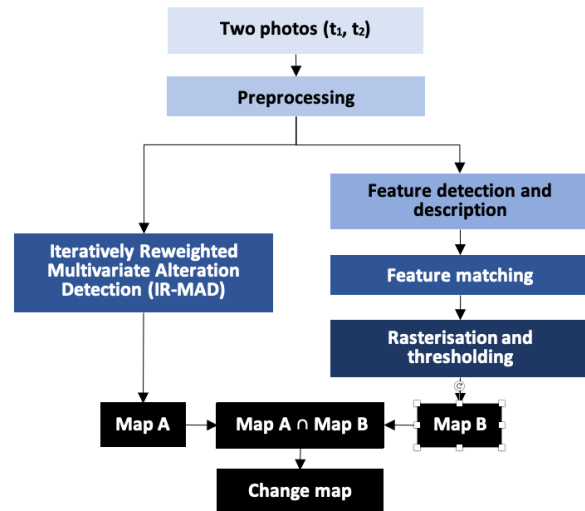 Two photos (t₁, t₂)
Preprocessing
Feature detection and
description
Iteratively Reweighted
Multivariate Alteration
Detection (IR-MAD)
Feature matching
Rasterisation and
thresholding
Map A
Map A ∩ Map B
Map B
Change map